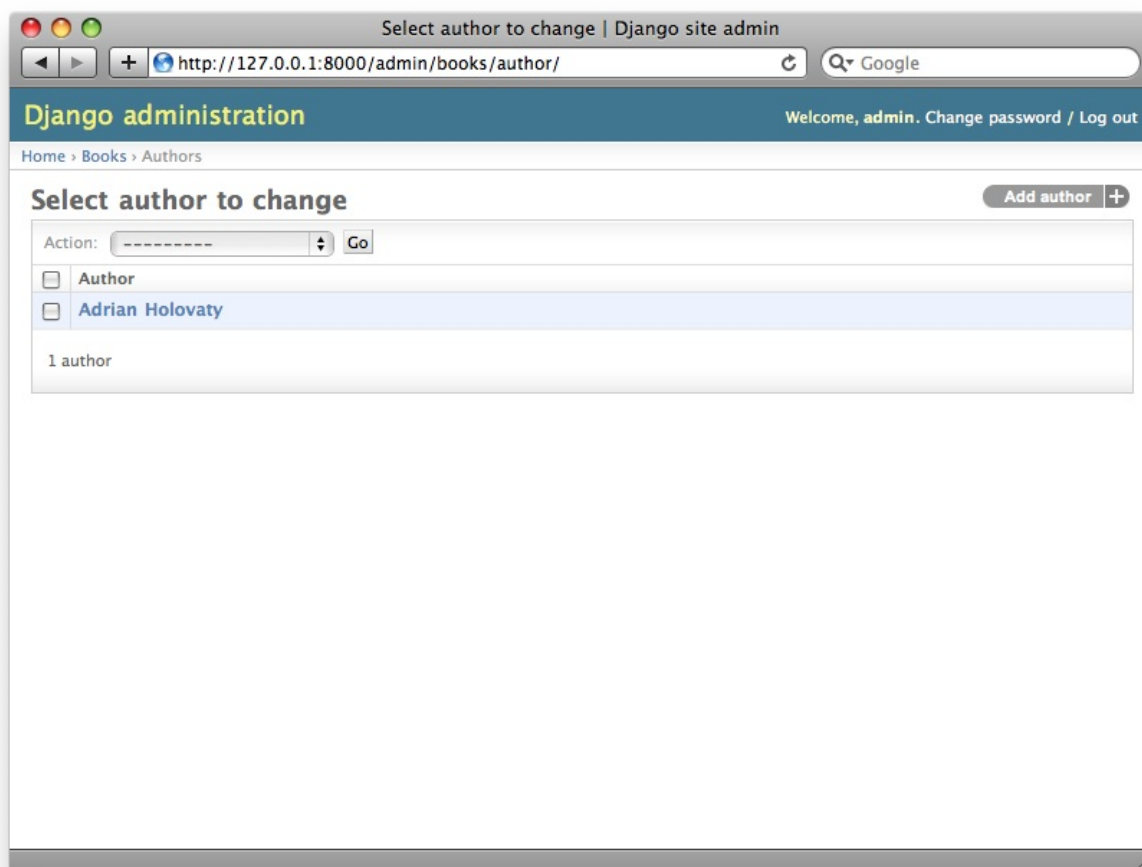 Select author to change | Django site admin
http://127.0.0.1:8000/admin/books/author/
Google
Django administration
Welcome, admin. Change password / Log out
Home › Books › Authors
Select author to change
Add author +
Action: --------- Go
Author
Adrian Holovaty
1 author